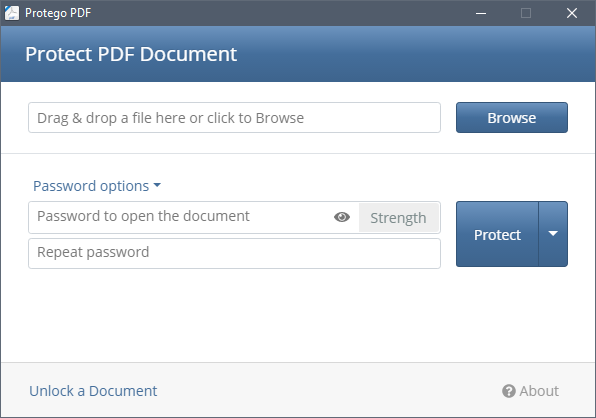 Protego PDF
Protect PDF Document
Drag & drop a file here or click to Browse
Browse
Password options
Password to open the document
Strength
Repeat password
Protect
Unlock a Document
? About